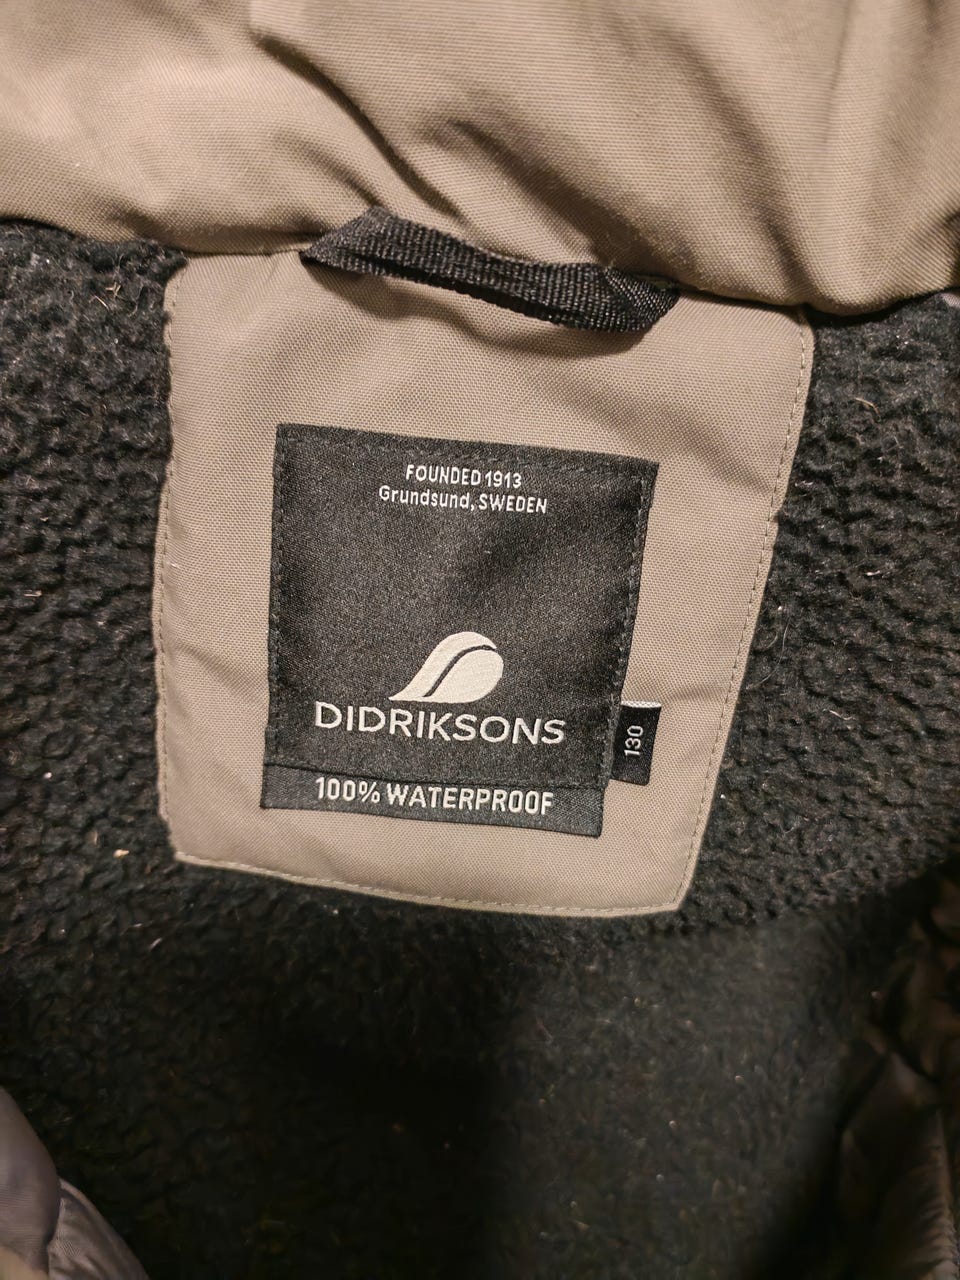 FOUNDED 1913
Grundsund, SWEDEN
DIDRIKSONS
130
100% WATERPROOF